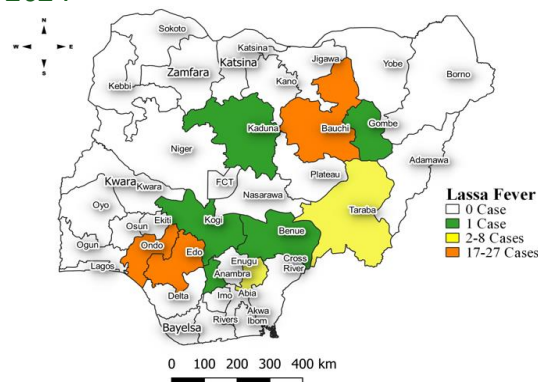 N
W E
S
Sokoto
Katsina
Katsina
Jigawa
Yobe
Borno
Zamfara
Kebbi
Kano
Kaduna
Bauchi
Gombe
Niger
Adamawa
Plateau
Kwara
Kwara
FCT
Nasarawa
Oyo
Taraba
Osun
Ekiti
Kogi
Benue
Ogun
Ondo
Edo
Lagos
Enugu
Anambra
Cross
River
Delta
Imo
Abia
Bayelsa
Rivers
Akwa
Ibom
Lassa Fever
0 Case
1 Case
2-8 Cases
17-27 Cases
0 100 200 300 400 km